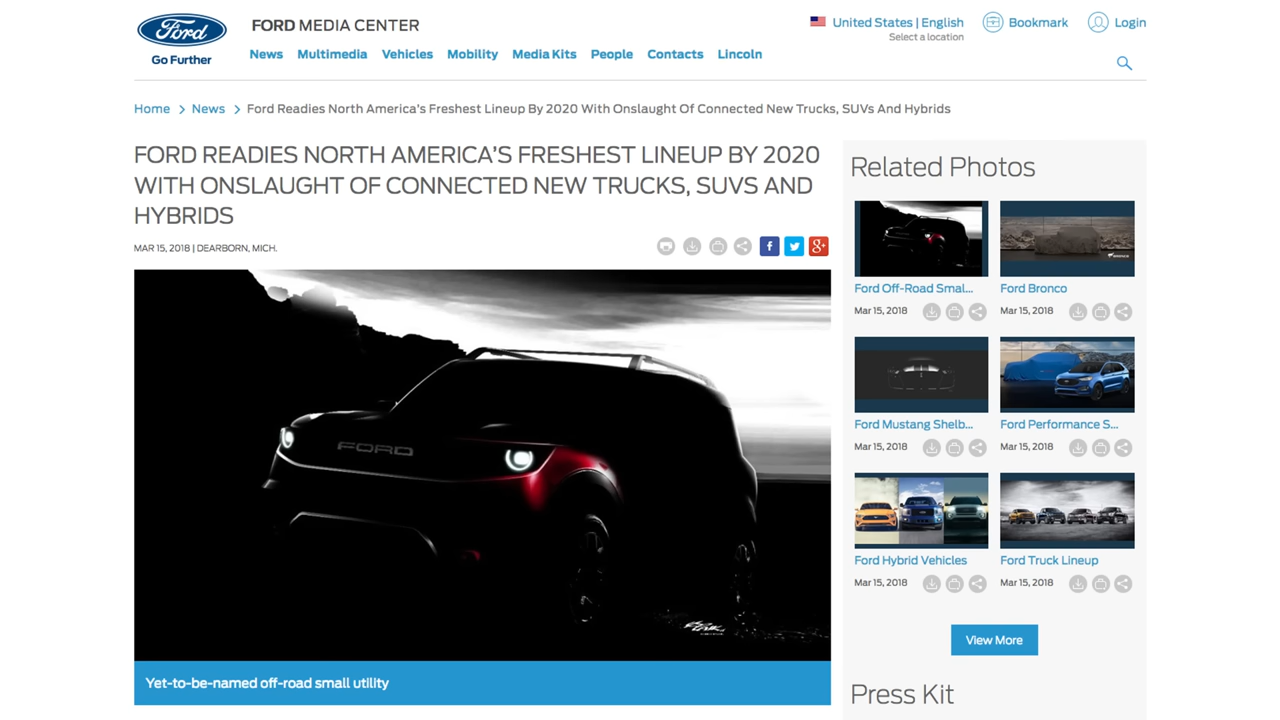 Ford
Go Further
FORD MEDIA CENTER
United States | English
Select a location
Bookmark
Login
News Multimedia Vehicles Mobility Media Kits People Contacts Lincoln
Home > News > Ford Readies North America’s Freshest Lineup By 2020 With Onslaught Of Connected New Trucks, SUVs And Hybrids
FORD READIES NORTH AMERICA’S FRESHEST LINEUP BY 2020
WITH ONSLAUGHT OF CONNECTED NEW TRUCKS, SUVS AND
HYBRIDS
MAR 15, 2018 | DEARBORN, MICH.
FORD
Yet-to-be-named off-road small utility
Related Photos
BRONCO
Ford Off-Road Smal... Ford Bronco
Mar 15, 2018 Mar 15, 2018
Ford Mustang Shelb... Ford Performance S...
Mar 15, 2018 Mar 15, 2018
Ford Hybrid Vehicles Ford Truck Lineup
Mar 15, 2018 Mar 15, 2018
View More
Press Kit